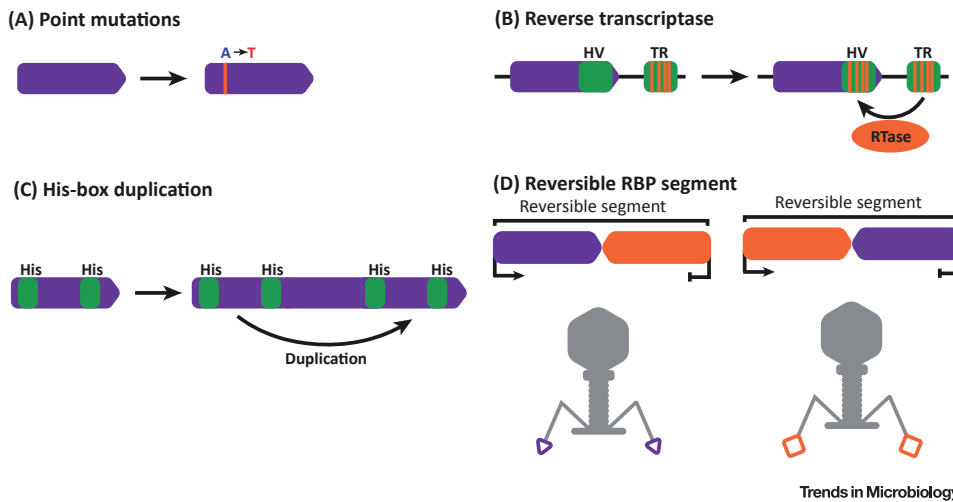 (A) Point mutations
A T
(B) Reverse transcriptase
HV TR HV TR
RTase
(C) His-box duplication
His His His His His His
Duplication
(D) Reversible RBP segment
Reversible segment Reversible segment
Trends in Microbiology